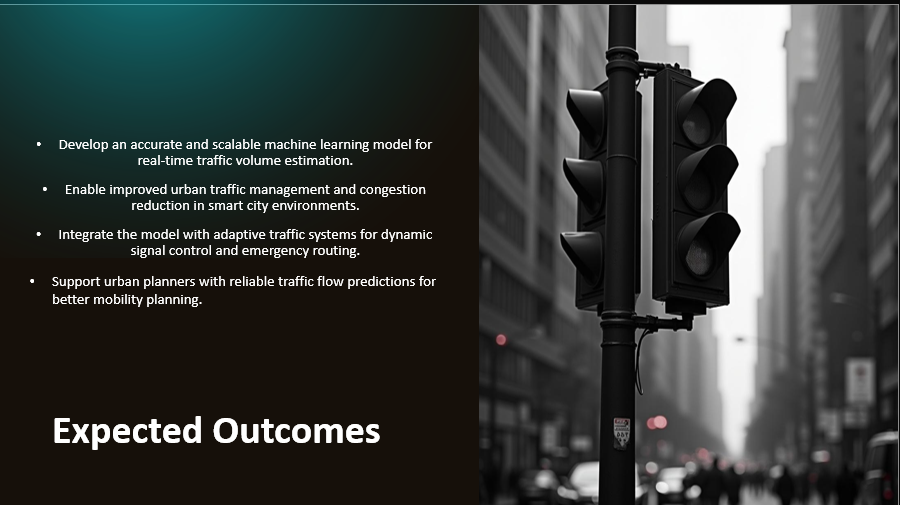 • Develop an accurate and scalable machine learning model for
real-time traffic volume estimation.
• Enable improved urban traffic management and congestion
reduction in smart city environments.
• Integrate the model with adaptive traffic systems for dynamic
signal control and emergency routing.
• Support urban planners with reliable traffic flow predictions for
better mobility planning.
Expected Outcomes